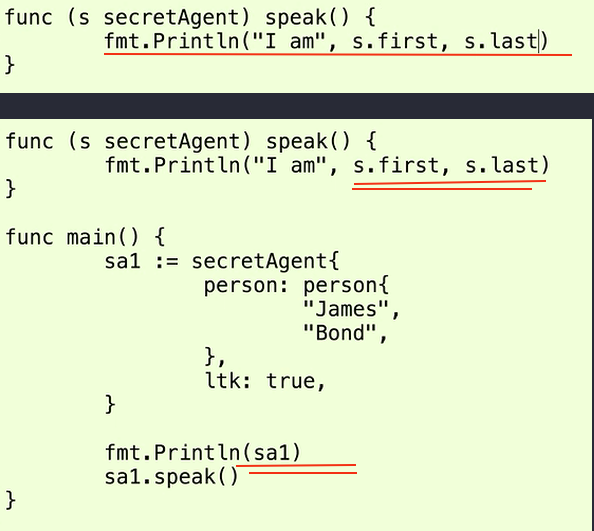 func (s secretAgent) speak() {
        fmt.Println("I am", s.first, s.last)
}
func (s secretAgent) speak() {
        fmt.Println("I am", s.first, s.last)
}
func main() {
        sa1 := secretAgent{
                person: person{
                        "James",
                        "Bond",
                },
                ltk: true,
        }
        fmt.Println(sa1)
        sa1.speak()
}